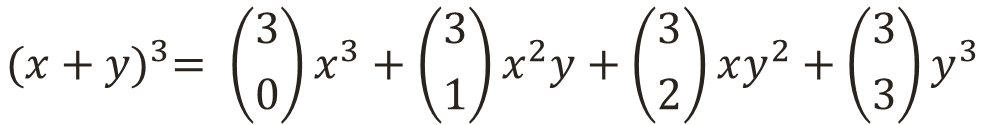 (x + y)³= (3 0) x³ + (3 1) x²y + (3 2) xy² + (3 3) y³